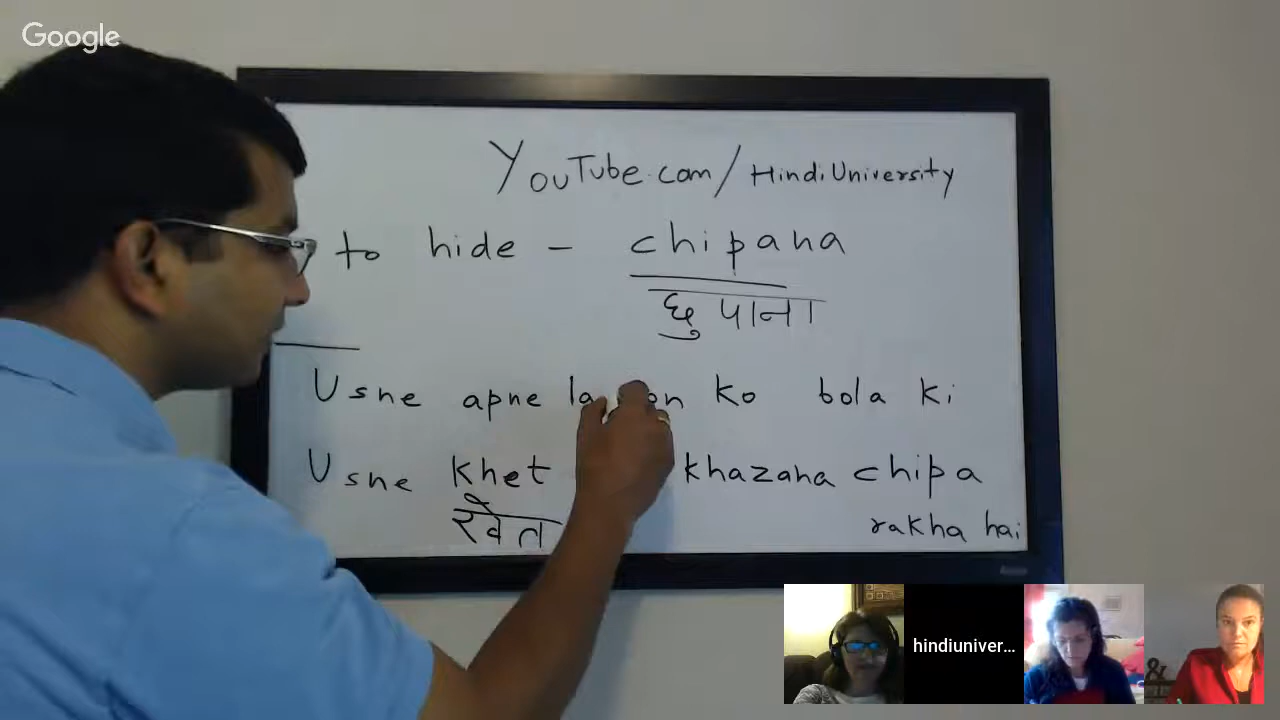 Google
YouTube.com/HindiUniversity
to hide - chipana
छुपाना
Usne apne ko bola ki
Usne khet khazana chipa
खेत
rakha hai
hindiuniver...
&